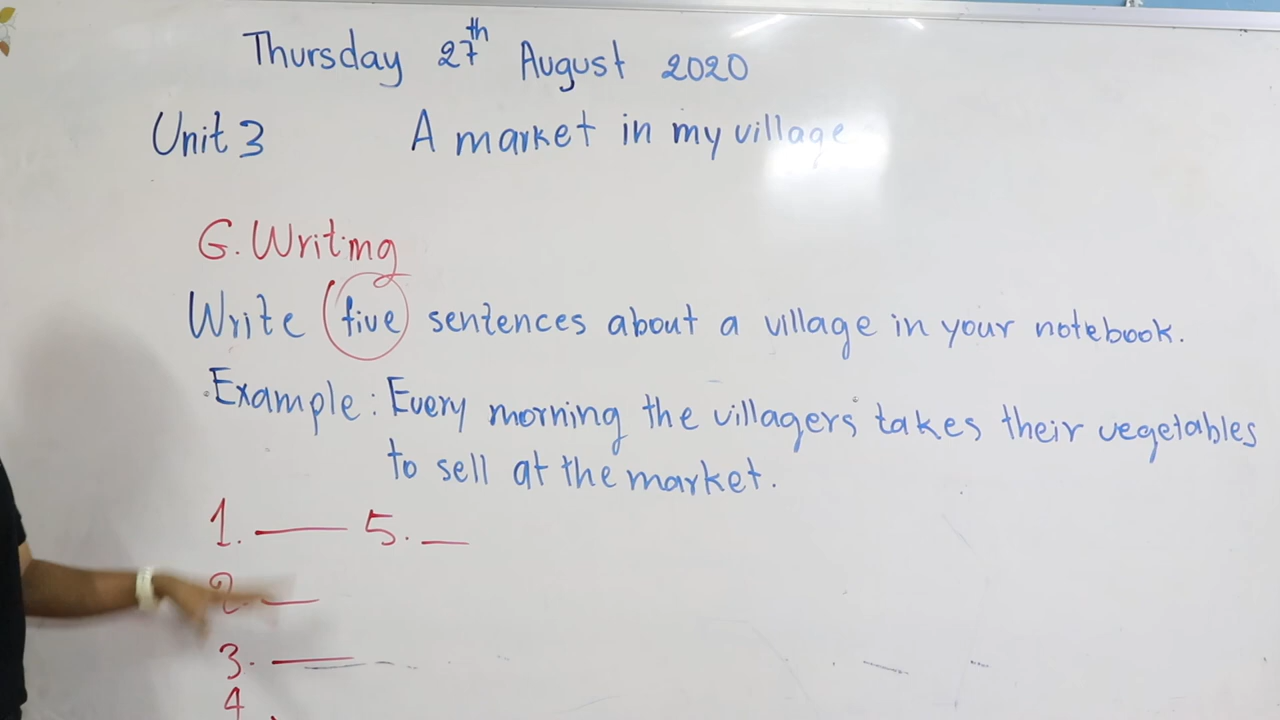 Thursday 27th August 2020
Unit 3 A market in my village
G. Writing
Write five sentences about a village in your notebook.
Example: Every morning the villagers takes their vegetables
to sell at the market.
1. 5.
2.
3.
4